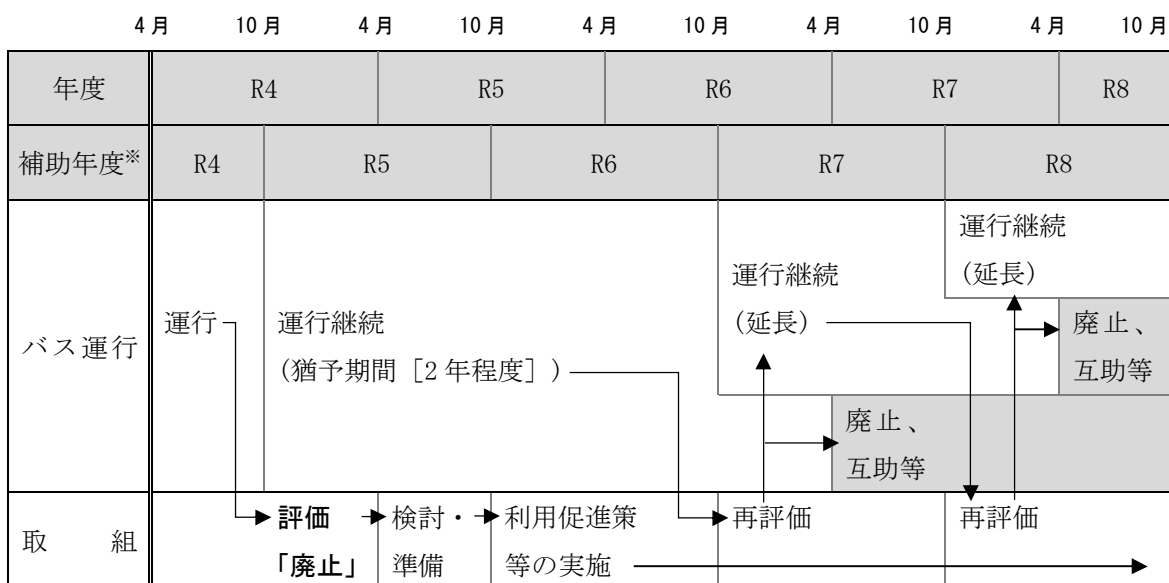 4月 10月 4月 10月 4月 10月 4月 10月 4月 10月
年度 R4 R5 R6 R7 R8
補助年度※ R4 R5 R6 R7 R8
バス運行
運行
運行継続
(猶予期間［2年程度］)
運行継続
(延長)
廃止、
互助等
運行継続
(延長)
廃止、
互助等
取組
評価
「廃止」
検討・
準備
利用促進策
等の実施
再評価
再評価